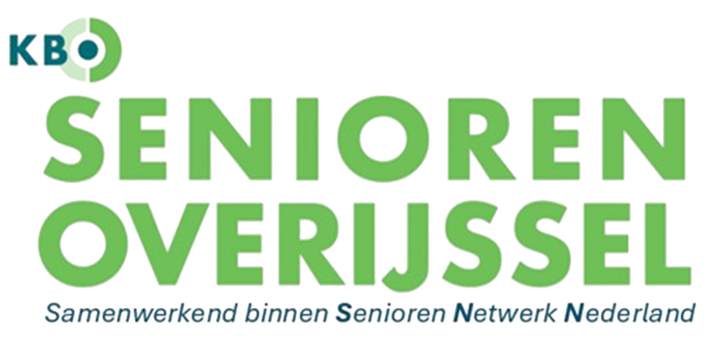 KBO
SENIOREN
OVERIJSSEL
Samenwerkend binnen Senioren Netwerk Nederland